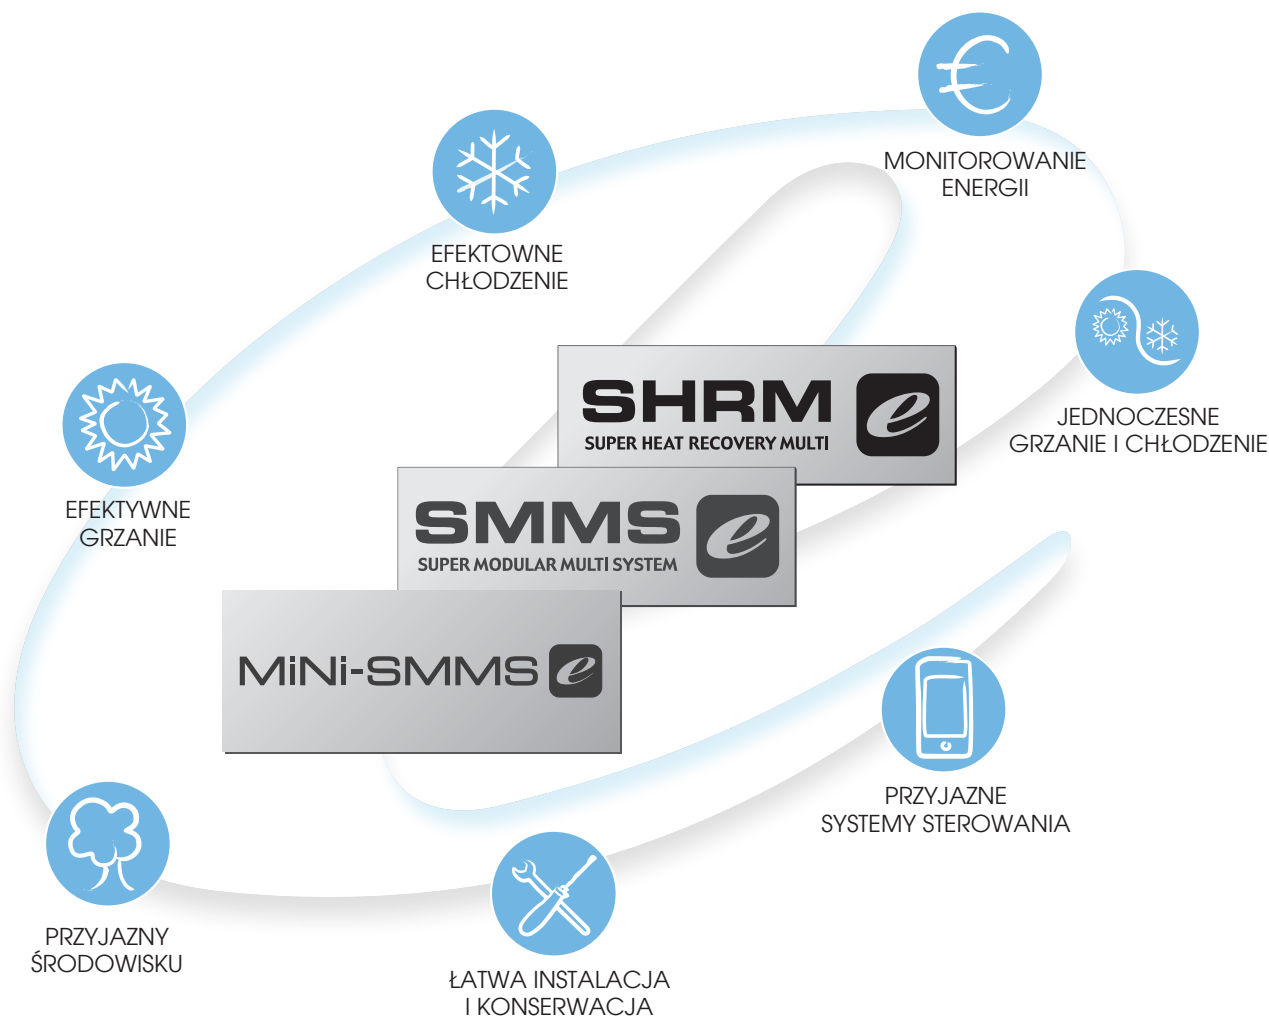 MONITOROWANIE
ENERGII
EFEKTOWNE
CHŁODZENIE
JEDNOCZESNE
GRZANIE I CHŁODZENIE
SHRM e
SUPER HEAT RECOVERY MULTI
EFEKTYWNE
GRZANIE
SMMS e
SUPER MODULAR MULTI SYSTEM
MiNi-SMMS e
PRZYJAZNE
SYSTEMY STEROWANIA
PRZYJAZNY
ŚRODOWISKU
ŁATWA INSTALACJA
I KONSERWACJA